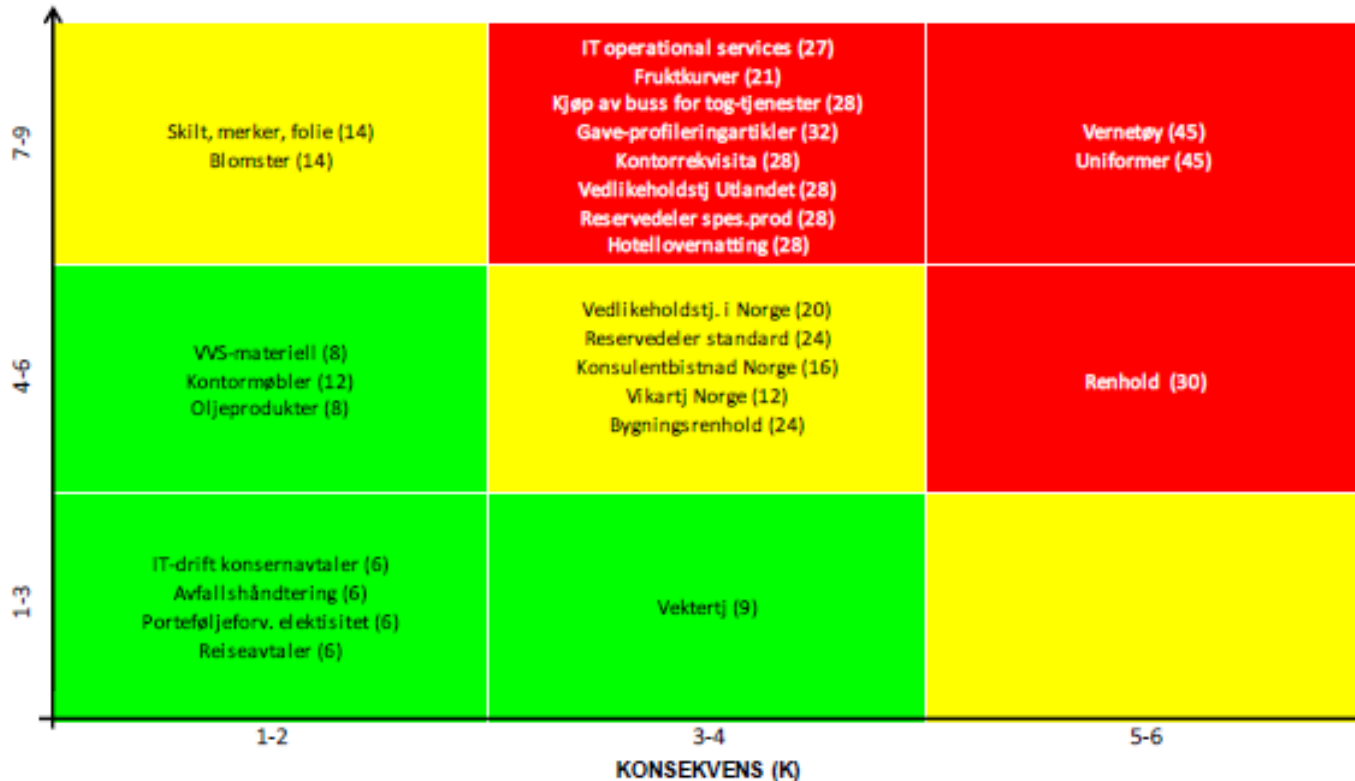 7-9
Skilt, merker, folie (14)
Blomster (14)
IT operational services (27)
Fruktkurver (21)
Kjøp av buss for tog-tjenester (28)
Gave-profileringartikler (32)
Kontorrekvisita (28)
Vedlikeholdstj Utlandet (28)
Reservedeler spes.prod (28)
Hotellovernatting (28)
Vernetøy (45)
Uniformer (45)
4-6
VVS-materiell (8)
Kontormøbler (12)
Oljeprodukter (8)
Vedlikeholdstj. i Norge (20)
Reservedeler standard (24)
Konsulentbistnad Norge (16)
Vikartj Norge (12)
Bygningsrenhold (24)
Renhold (30)
1-3
IT-drift konsernavtaler (6)
Avfallshåndtering (6)
Porteføljeforv. elektisitet (6)
Reiseavtaler (6)
Vektertj (9)
1-2
3-4
5-6
KONSEKVENS (K)